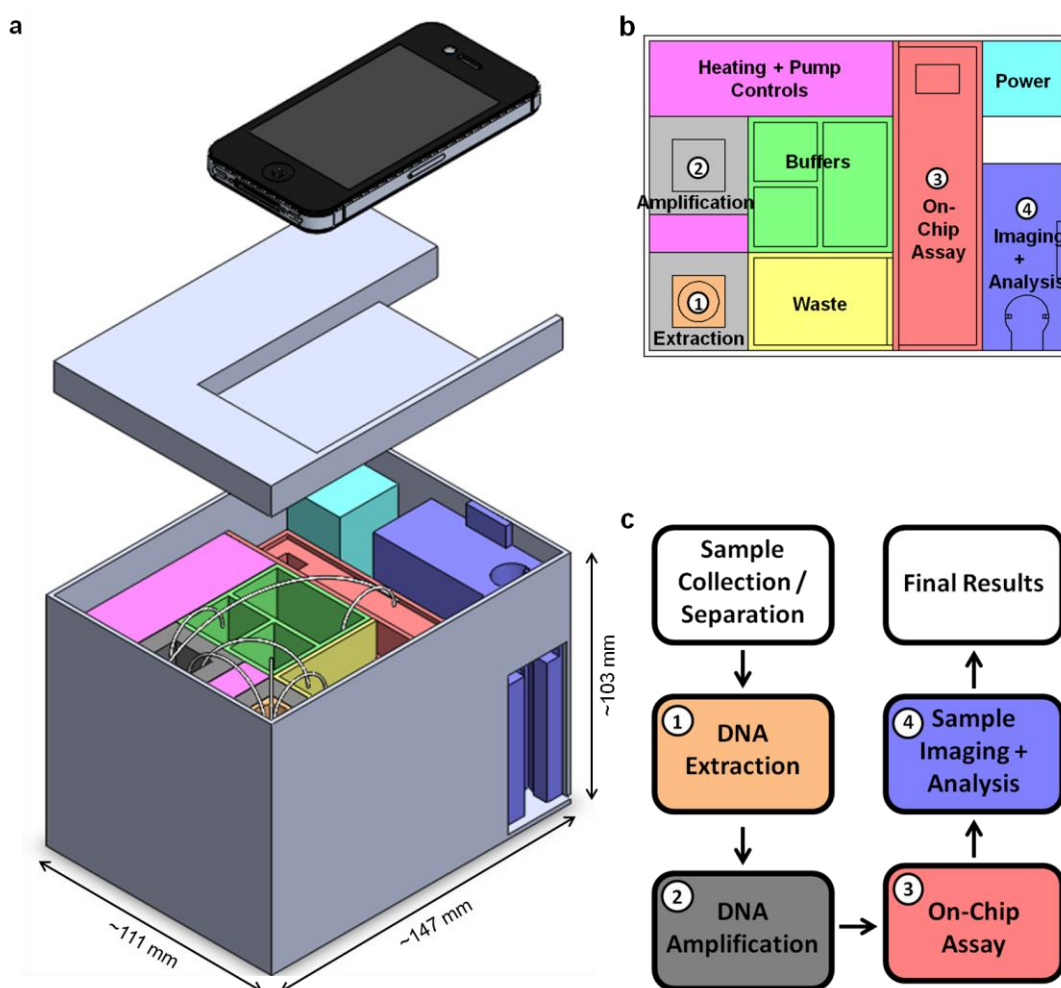 a
~111 mm
~147 mm
~103 mm
b
Heating + Pump
Controls
Power
2
Amplification
Buffers
3
On-
Chip
Assay
4
Imaging
+
Analysis
1
Extraction
Waste
c
Sample
Collection /
Separation
1
DNA
Extraction
2
DNA
Amplification
3
On-Chip
Assay
4
Sample
Imaging +
Analysis
Final Results